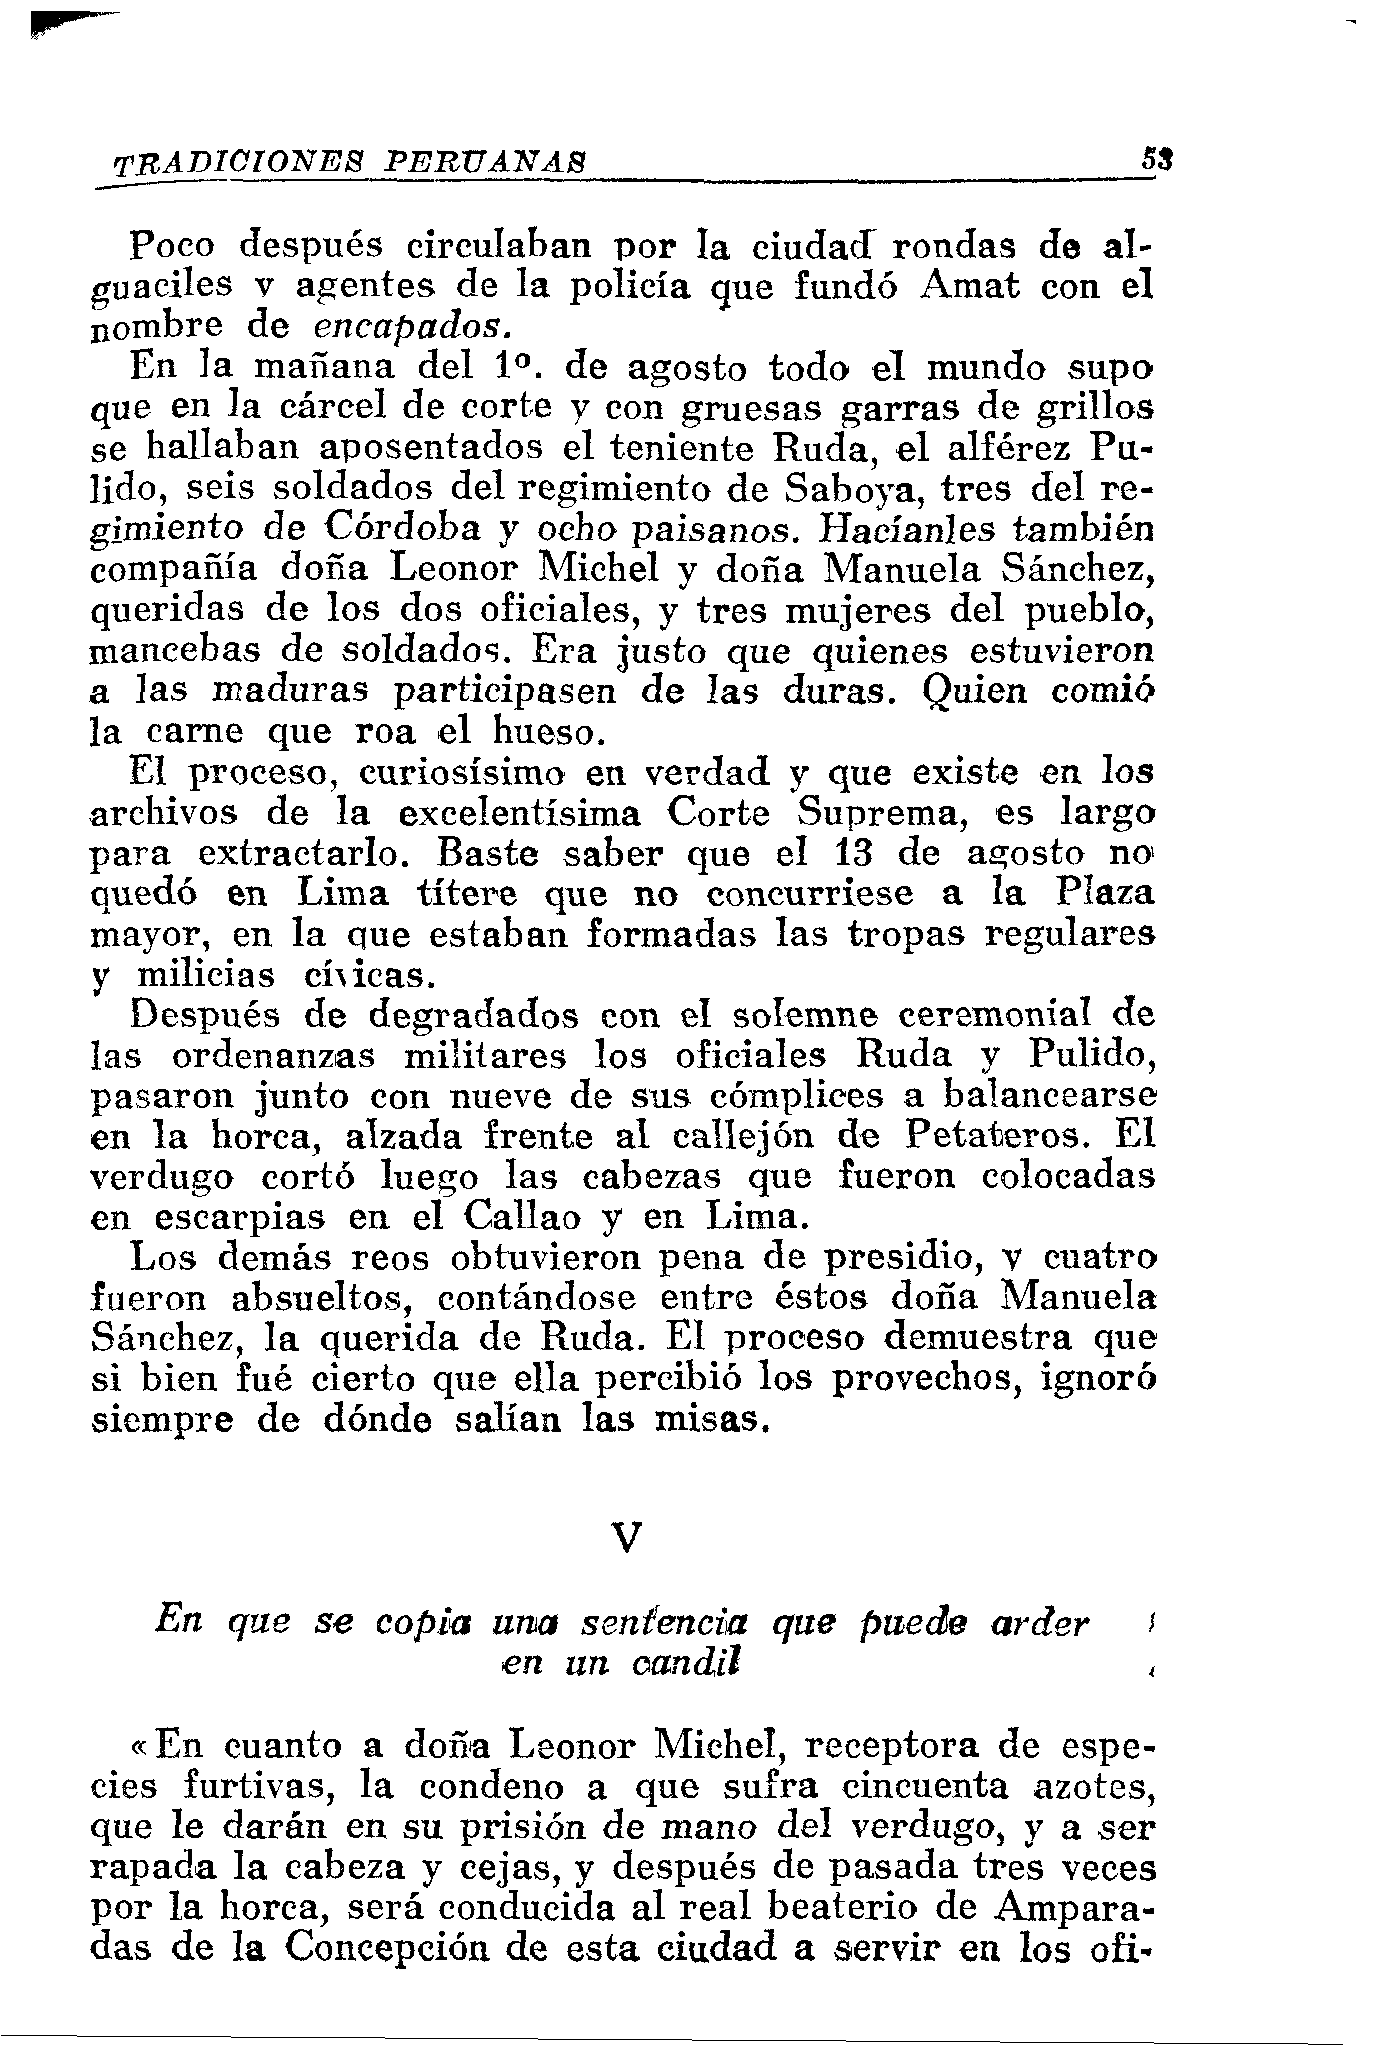 TRADICIONES PERUANAS 53
Poco después circulaban por la ciudad rondas de al-
guaciles y agentes de la policía que fundó Amat con el
nombre de encapados.
En la mañana del 1º. de agosto todo el mundo supo
que en la cárcel de corte y con gruesas garras de grillos
se hallaban aposentados el teniente Ruda, el alférez Pu-
lido, seis soldados del regimiento de Saboya, tres del re-
gimiento de Córdoba y ocho paisanos. Hacíanles también
compañía doña Leonor Michel y doña Manuela Sánchez,
queridas de los dos oficiales, y tres mujeres del pueblo,
mancebas de soldados. Era justo que quienes estuvieron
a las maduras participasen de las duras. Quien comió
la carne que roa el hueso.
El proceso, curiosísimo en verdad y que existe en los
archivos de la excelentísima Corte Suprema, es largo
para extractarlo. Baste saber que el 13 de agosto no
quedó en Lima títere que no concurriese a la Plaza
mayor, en la que estaban formadas las tropas regulares
y milicias cívicas.
Después de degradados con el solemne ceremonial de
las ordenanzas militares los oficiales Ruda y Pulido,
pasaron junto con nueve de sus cómplices a balancearse
en la horca, alzada frente al callejón de Petateros. El
verdugo cortó luego las cabezas que fueron colocadas
en escarpias en el Callao y en Lima.
Los demás reos obtuvieron pena de presidio, y cuatro
fueron absueltos, contándose entre éstos doña Manuela
Sánchez, la querida de Ruda. El proceso demuestra que
si bien fué cierto que ella percibió los provechos, ignoró
siempre de dónde salían las misas.
V
En que se copia una sentencia que puede arder
en un candil
«En cuanto a doña Leonor Michel, receptora de espe-
cies furtivas, la condeno a que sufra cincuenta azotes,
que le darán en su prisión de mano del verdugo, y a ser
rapada la cabeza y cejas, y después de pasada tres veces
por la horca, será conducida al real beaterio de Ampara-
das de la Concepción de esta ciudad a servir en los ofi-